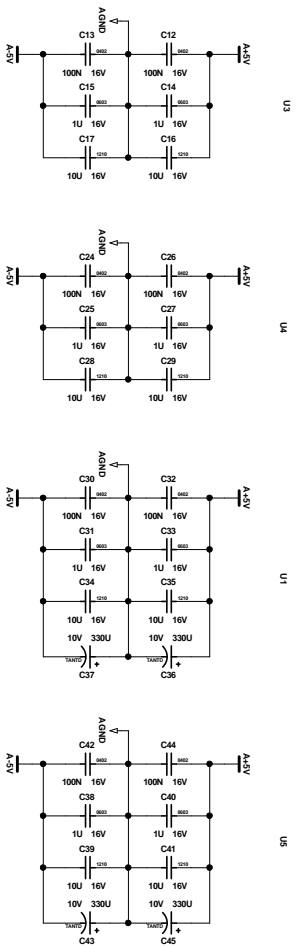 U3
A-5V
AGND
A+5V
C13
0402
100N 16V
C12
0402
100N 16V
C15
0603
1U 16V
C14
0603
1U 16V
C17
1210
10U 16V
C16
1210
10U 16V
U4
A-5V
AGND
A+5V
C24
0402
100N 16V
C26
0402
100N 16V
C25
0603
1U 16V
C27
0603
1U 16V
C28
1210
10U 16V
C29
1210
10U 16V
U1
A-5V
AGND
A+5V
C30
0402
100N 16V
C32
0402
100N 16V
C31
0603
1U 16V
C33
0603
1U 16V
C34
1210
10U 16V
C35
1210
10U 16V
10V 330U
TANTD
+
C37
10V 330U
TANTD
+
C36
U5
A-5V
AGND
A+5V
C42
0402
100N 16V
C44
0402
100N 16V
C38
0603
1U 16V
C40
0603
1U 16V
C39
1210
10U 16V
C41
1210
10U 16V
10V 330U
TANTD
+
C43
10V 330U
TANTD
+
C45